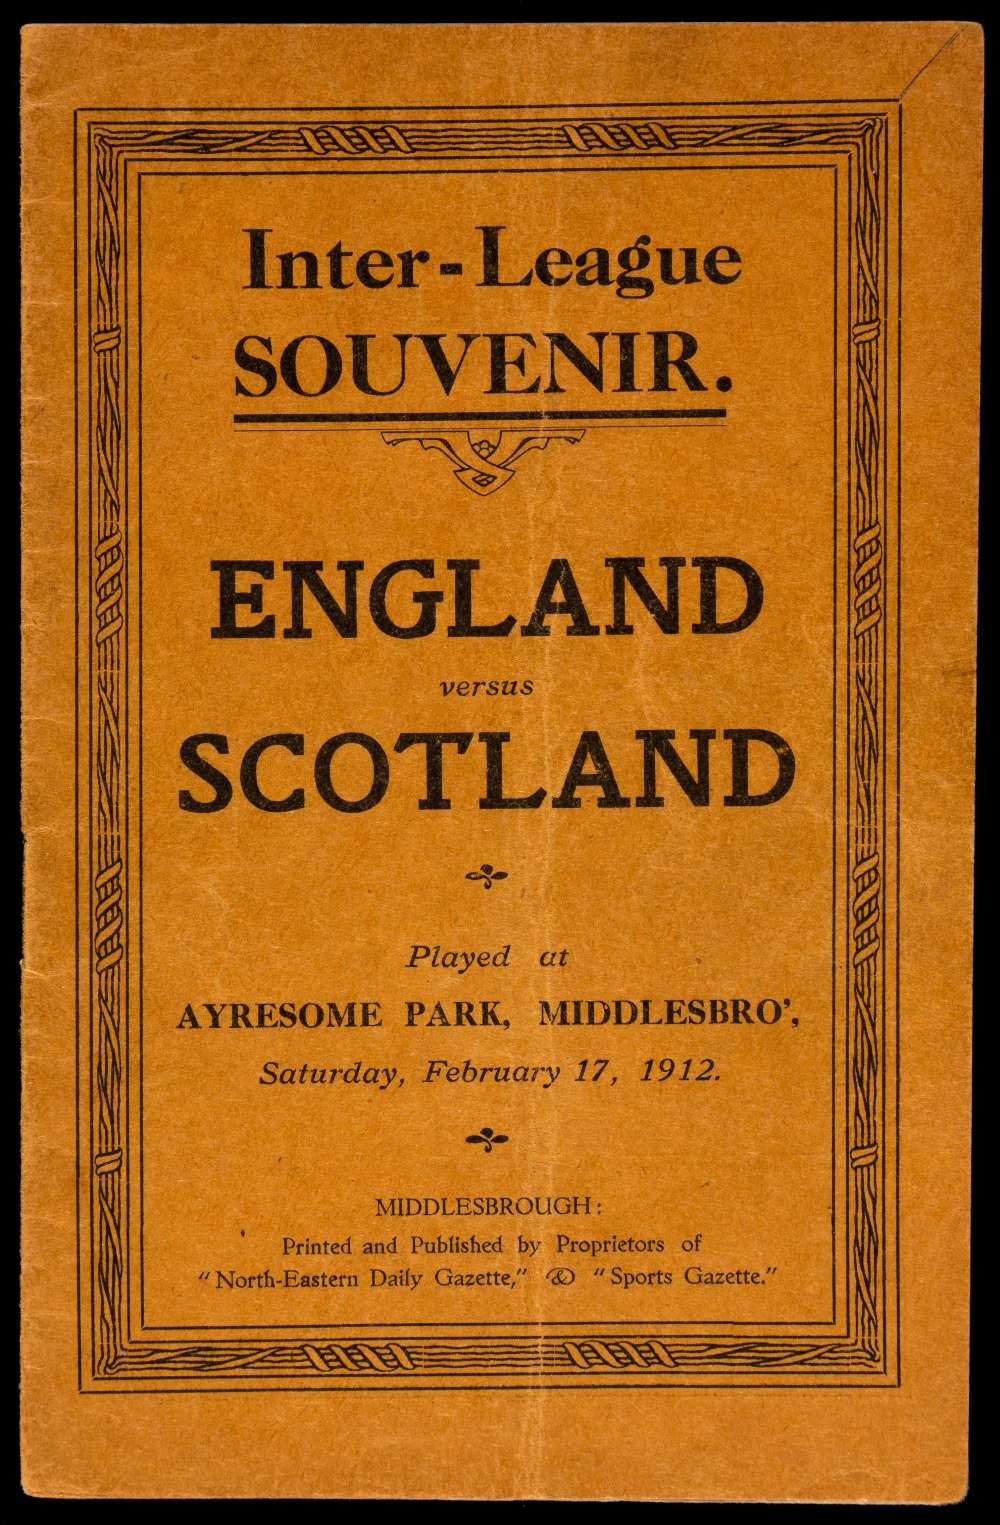 Inter-League
SOUVENIR.
ENGLAND
versus
SCOTLAND
Played at
AYRESOME PARK, MIDDLESBRO',
Saturday, February 17, 1912.
MIDDLESBROUGH:
Printed and Published by Proprietors of
"North-Eastern Daily Gazette," & "Sports Gazette."